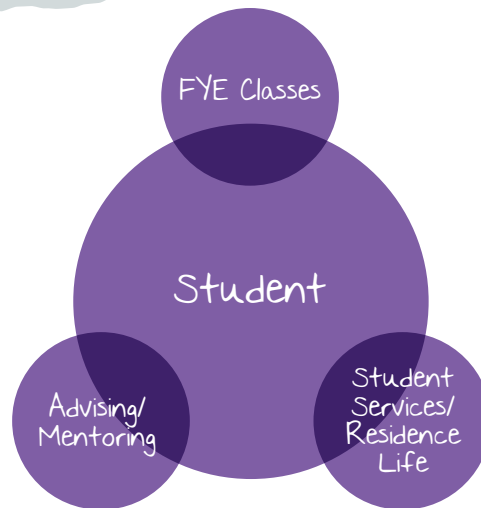 FYE Classes
Student
Advising/
Mentoring
Student
Services/
Residence
Life